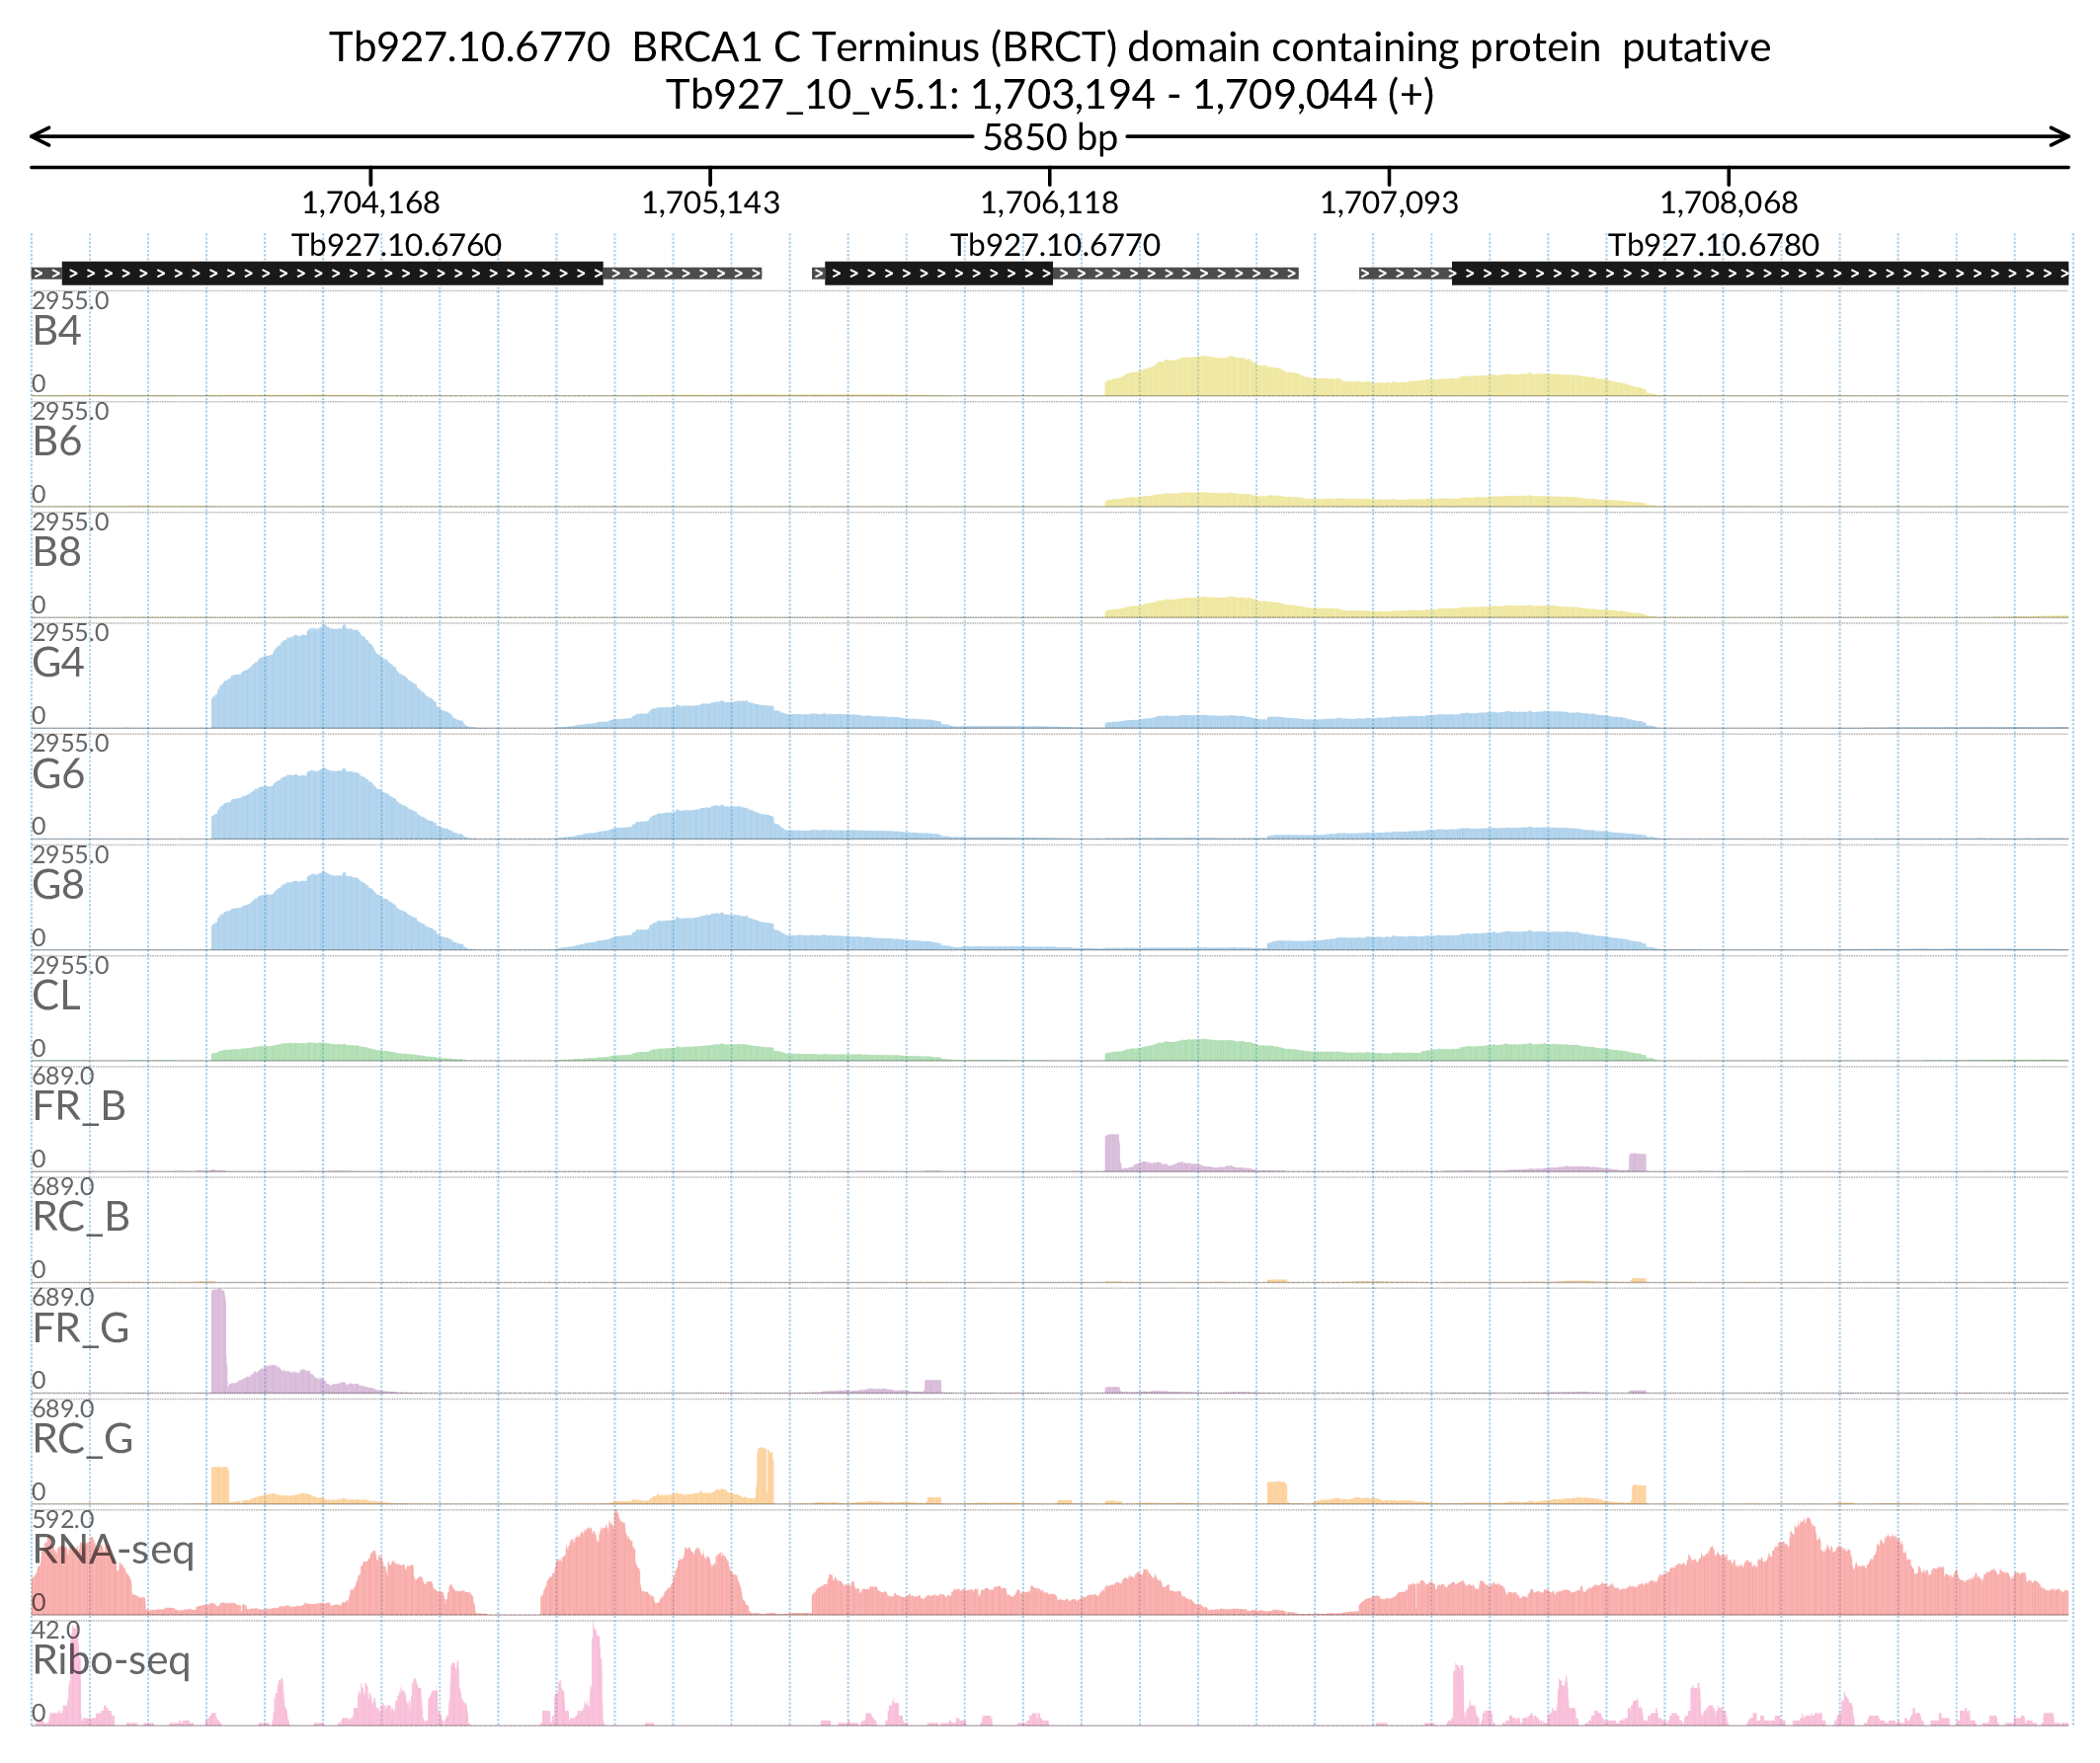 Tb927.10.6770  BRCA1 C Terminus (BRCT) domain containing protein  putative
Tb927_10_v5.1: 1,703,194 - 1,709,044 (+)
5850 bp
1,704,168 1,705,143 1,706,118 1,707,093 1,708,068
Tb927.10.6760 Tb927.10.6770 Tb927.10.6780
2955.0
B4
0
2955.0
B6
0
2955.0
B8
0
2955.0
G4
0
2955.0
G6
0
2955.0
G8
0
2955.0
CL
0
689.0
FR_B
0
689.0
RC_B
0
689.0
FR_G
0
689.0
RC_G
0
592.0
RNA-seq
0
42.0
Ribo-seq
0